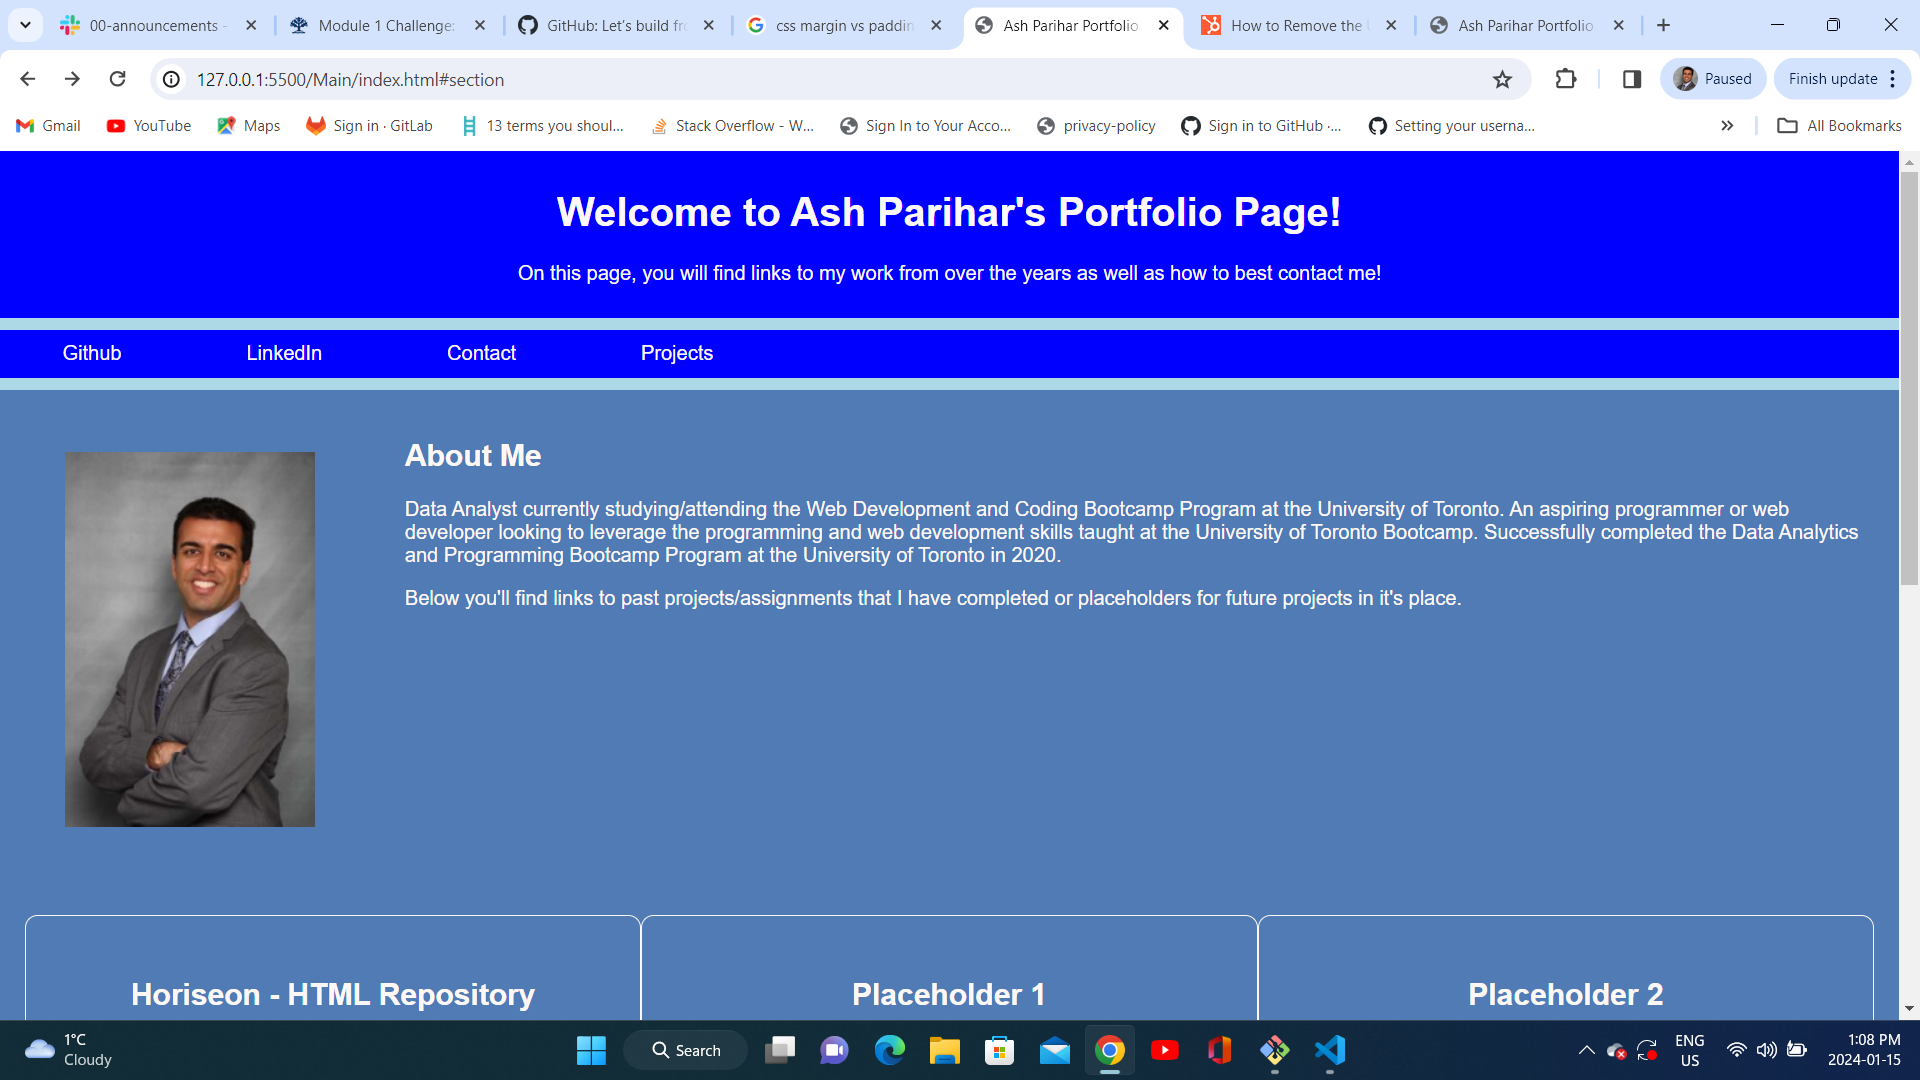 00-announcements -
Module 1 Challenge:
GitHub: Let's build fr
css margin vs paddin
Ash Parihar Portfolio
How to Remove the
Ash Parihar Portfolio
127.0.0.1:5500/Main/index.html#section
Paused
Finish update
Gmail
YouTube
Maps
Sign in · GitLab
13 terms you shoul...
Stack Overflow - W...
Sign In to Your Acco...
privacy-policy
Sign in to GitHub ·...
Setting your userna...
All Bookmarks
Welcome to Ash Parihar's Portfolio Page!
On this page, you will find links to my work from over the years as well as how to best contact me!
Github LinkedIn Contact Projects
About Me
Data Analyst currently studying/attending the Web Development and Coding Bootcamp Program at the University of Toronto. An aspiring programmer or web
developer looking to leverage the programming and web development skills taught at the University of Toronto Bootcamp. Successfully completed the Data Analytics
and Programming Bootcamp Program at the University of Toronto in 2020.
Below you'll find links to past projects/assignments that I have completed or placeholders for future projects in it's place.
Horiseon - HTML Repository
Placeholder 1
Placeholder 2
1°C
Cloudy
Search
ENG
US
1:08 PM
2024-01-15